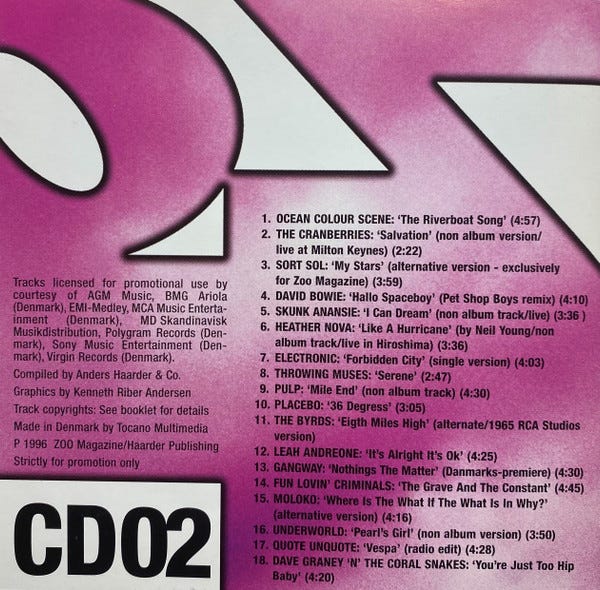 1. OCEAN COLOUR SCENE: ‘The Riverboat Song’ (4:57)
2. THE CRANBERRIES: ‘Salvation’ (non album version/
live at Milton Keynes) (2:22)
3. SORT SOL: ‘My Stars’ (alternative version - exclusively
for Zoo Magazine) (3:59)
4. DAVID BOWIE: ‘Hallo Spaceboy’ (Pet Shop Boys remix) (4:10)
5. SKUNK ANANSIE: ‘I Can Dream’ (non album track/live) (3:36 )
6. HEATHER NOVA: ‘Like A Hurricane’ (by Neil Young/non
album track/live in Hiroshima) (3:36)
7. ELECTRONIC: ‘Forbidden City’ (single version) (4:03)
8. THROWING MUSES: ‘Serene’ (2:47)
9. PULP: ‘Mile End’ (non album track) (4:30)
10. PLACEBO: ‘36 Degress’ (3:05)
11. THE BYRDS: ‘Eigth Miles High’ (alternate/1965 RCA Studios
version)
12. LEAH ANDREONE: ‘It's Alright It's Ok’ (4:25)
13. GANGWAY: ‘Nothings The Matter’ (Danmarks-premiere) (4:30)
14. FUN LOVIN’ CRIMINALS: ‘The Grave And The Constant’ (4:45)
15. MOLOKO: ‘Where Is The What If The What Is In Why?’
(alternative version) (4:16)
16. UNDERWORLD: ‘Pearl's Girl’ (non album version) (3:50)
17. QUOTE UNQUOTE: ‘Vespa’ (radio edit) (4:28)
18. DAVE GRANEY ’N’ THE CORAL SNAKES: ‘You're Just Too Hip
Baby’ (4:20)
Tracks licensed for promotional use by
courtesy of AGM Music, BMG Ariola
(Denmark), EMI-Medley, MCA Music Enterta-
inment (Denmark), MD Skandinavisk
Musikdistribution, Polygram Records (Den-
mark), Sony Music Entertainment (Den-
mark), Virgin Records (Denmark).
Compiled by Anders Haarder & Co.
Graphics by Kenneth Riber Andersen
Track copyrights: See booklet for details
Made in Denmark by Tocano Multimedia
P 1996 ZOO Magazine/Haarder Publishing
Strictly for promotion only
CD02